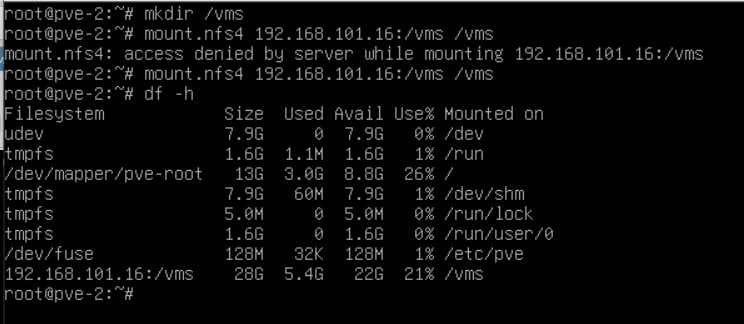 root@pve-2:~# mkdir /vms
root@pve-2:~# mount.nfs4 192.168.101.16:/vms /vms
mount.nfs4: access denied by server while mounting 192.168.101.16:/vms
root@pve-2:~# mount.nfs4 192.168.101.16:/vms /vms
root@pve-2:~# df -h
Filesystem            Size  Used Avail Use% Mounted on
udev                  7.9G     0  7.9G   0% /dev
tmpfs                 1.6G  1.1M  1.6G   1% /run
/dev/mapper/pve-root   13G  3.0G  8.8G  26% /
tmpfs                 7.9G   60M  7.9G   1% /dev/shm
tmpfs                 5.0M     0  5.0M   0% /run/lock
tmpfs                 1.6G     0  1.6G   0% /run/user/0
/dev/fuse             128M   32K  128M   1% /etc/pve
192.168.101.16:/vms    28G  5.4G   22G  21% /vms
root@pve-2:~#